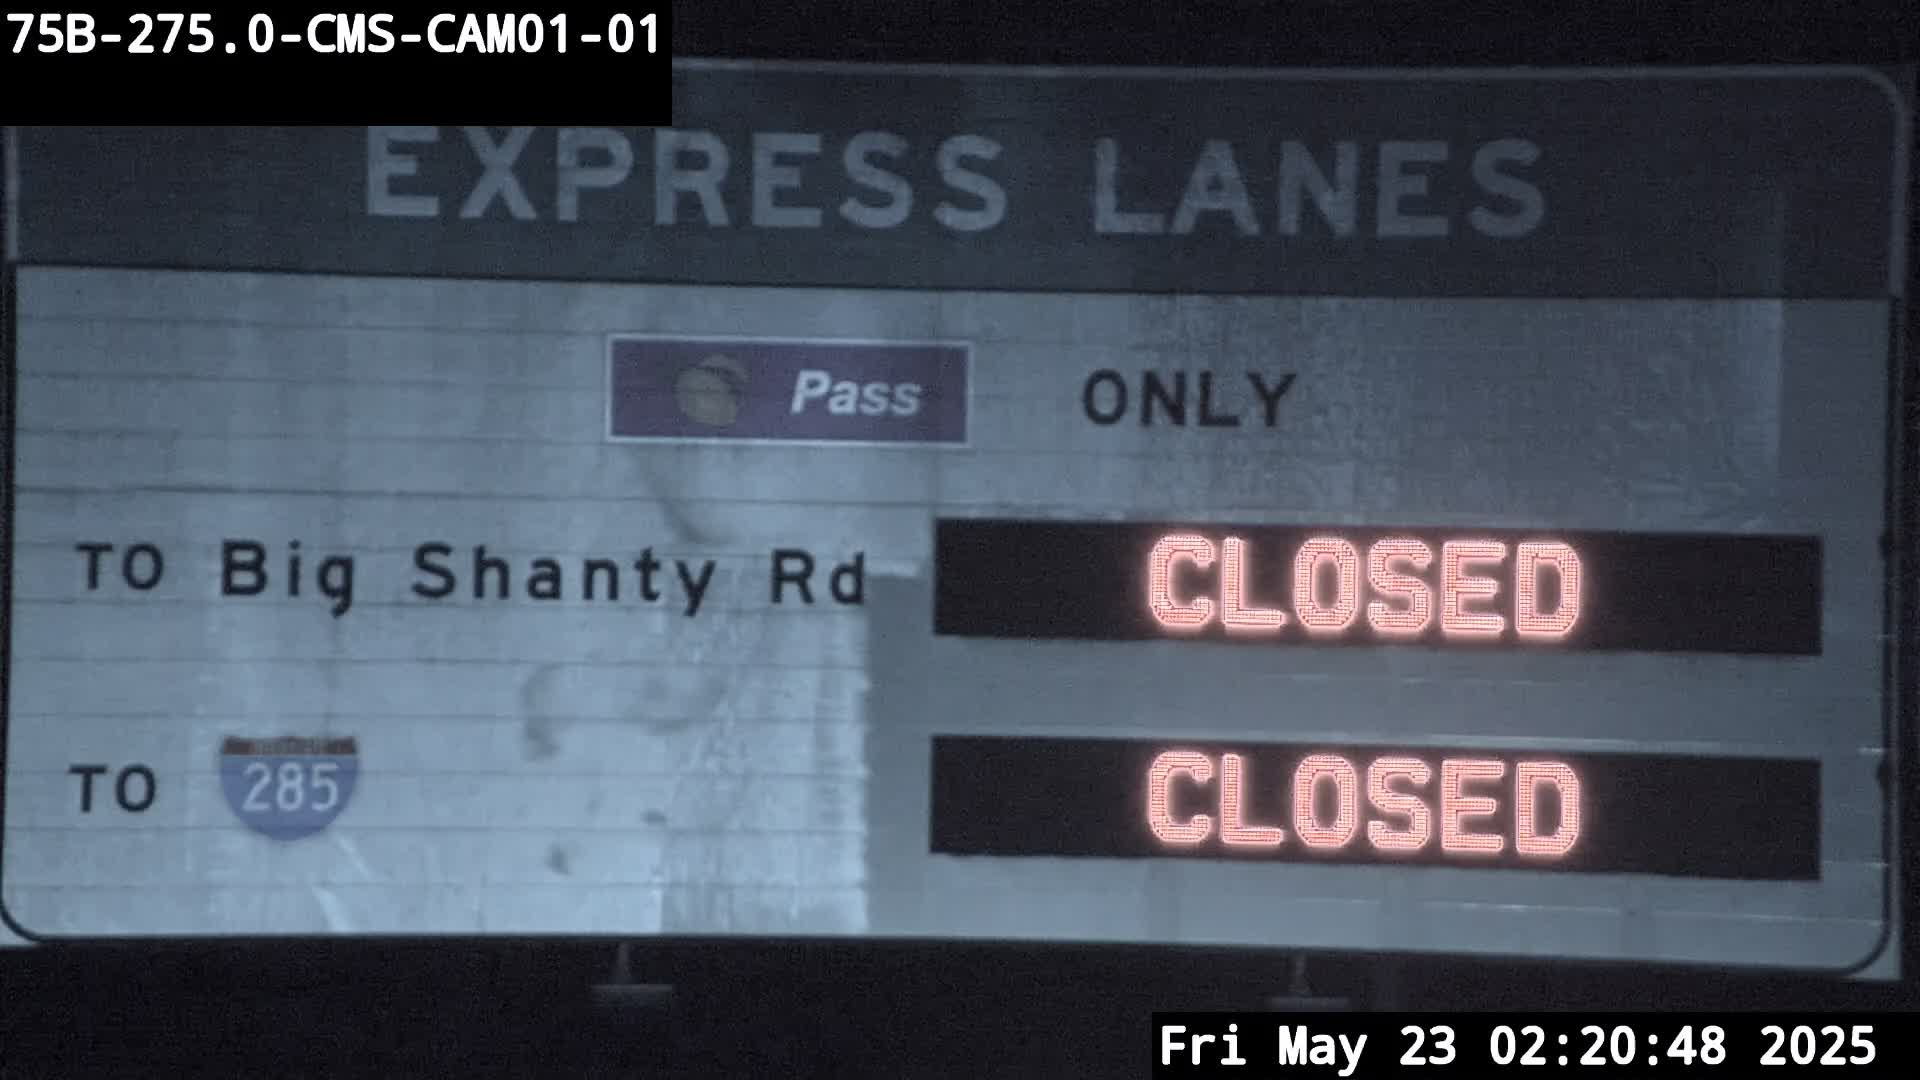 75B-275.0-CMS-CAM01-01
EXPRESS LANES
Pass ONLY
TO Big Shanty Rd CLOSED
TO 285 CLOSED
Fri May 23 02:20:48 2025